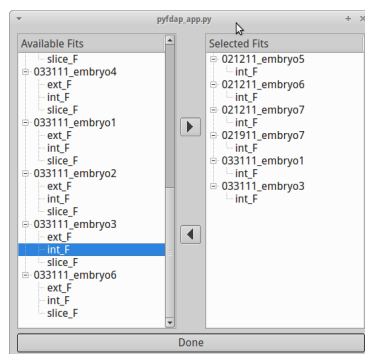 pyfdap_app.py
Available Fits
slice_F
033111_embryo4
ext_F
int_F
slice_F
033111_embryo1
ext_F
int_F
slice_F
033111_embryo2
ext_F
int_F
slice_F
033111_embryo3
ext_F
int_F
slice_F
033111_embryo6
ext_F
int_F
slice_F
Selected Fits
021211_embryo5
int_F
021211_embryo6
int_F
021211_embryo7
int_F
021911_embryo7
int_F
033111_embryo1
int_F
033111_embryo3
int_F
Done